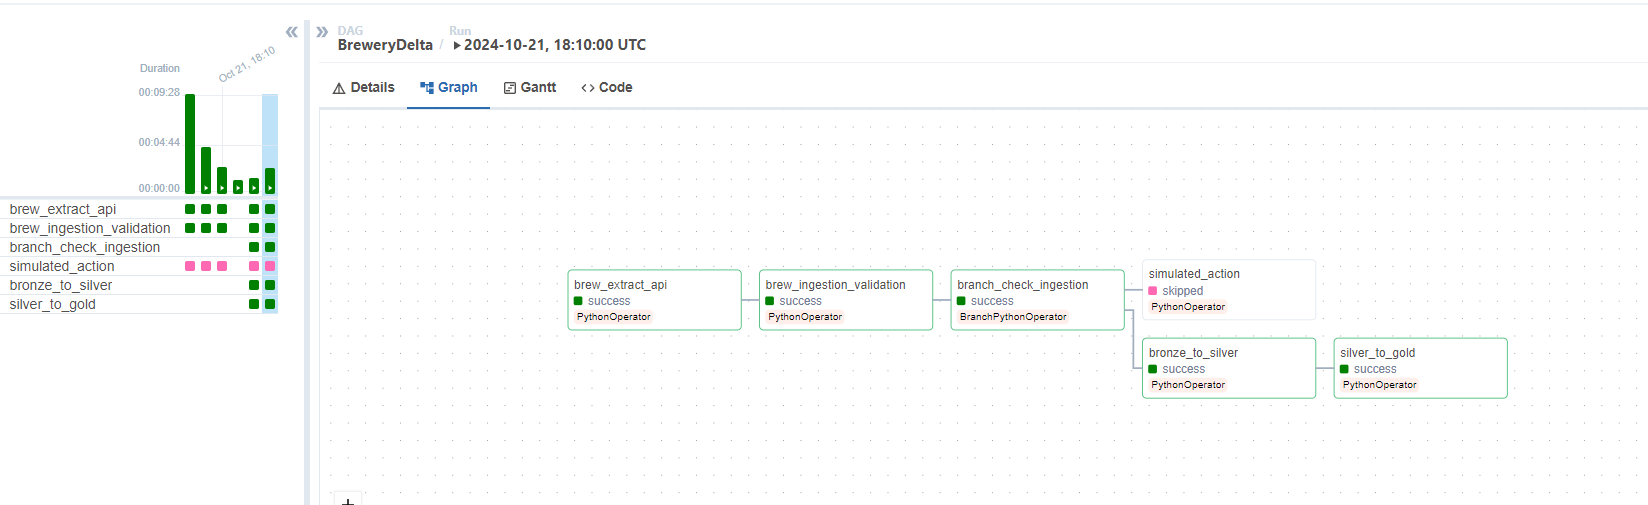 DAG
Run
BreweryDelta / 2024-10-21, 18:10:00 UTC
Details
Graph
Gantt
Code
Oct 21, 18:10
Duration
00:09:28
00:04:44
00:00:00
brew_extract_api
brew_ingestion_validation
branch_check_ingestion
simulated_action
bronze_to_silver
silver_to_gold
brew_extract_api
success
PythonOperator
brew_ingestion_validation
success
PythonOperator
branch_check_ingestion
success
BranchPythonOperator
simulated_action
skipped
PythonOperator
bronze_to_silver
success
PythonOperator
silver_to_gold
success
PythonOperator